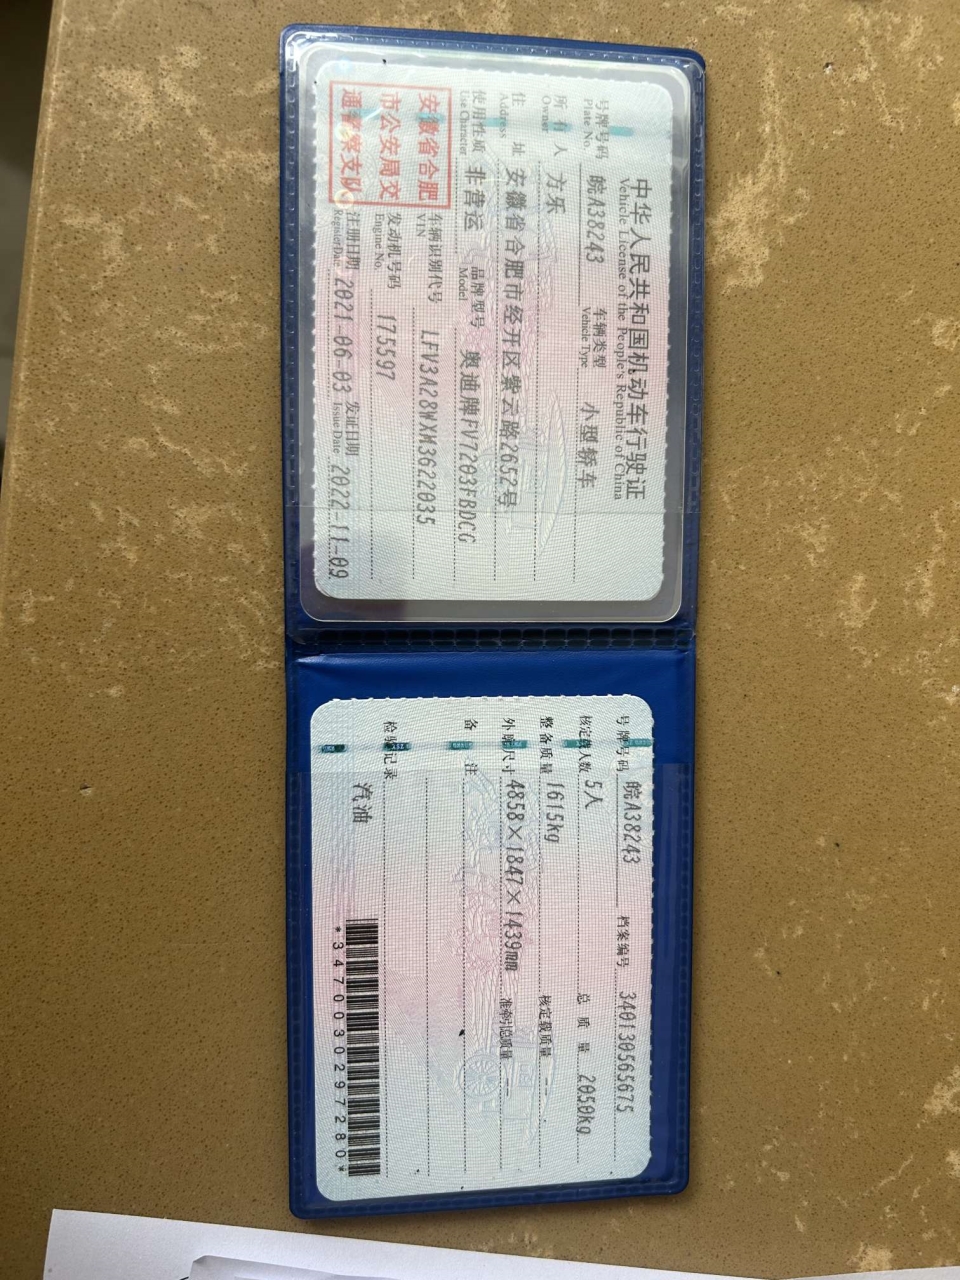 中华人民共和国机动车行驶证
Vehicle License of the People's Republic of China
号牌号码 皖A38243 车辆类型 小型轿车
Plate No. Vehicle Type
所有人 方乐
Owner
住址 安徽省合肥市经开区紫云路2652号
Address
使用性质 非营运 品牌型号 奥迪牌FV7203FBDCG
Use Character Model
安徽省合肥
市公安局交
通警察支队
车辆识别代号 LFV3A28WXM3622035
VIN
发动机号码 175597
Engine No.
注册日期 2021-06-03 发证日期 2022-11-09
Register Date Issue Date
号牌号码 皖A38243 档案编号 340130565675
核定载人数 5人 总质量 2050kg
整备质量 1615kg 核定载质量 --
外廓尺寸 4858×1847×1439mm 准牵引总质量 --
备注
检验记录
汽油
*3470030297280*